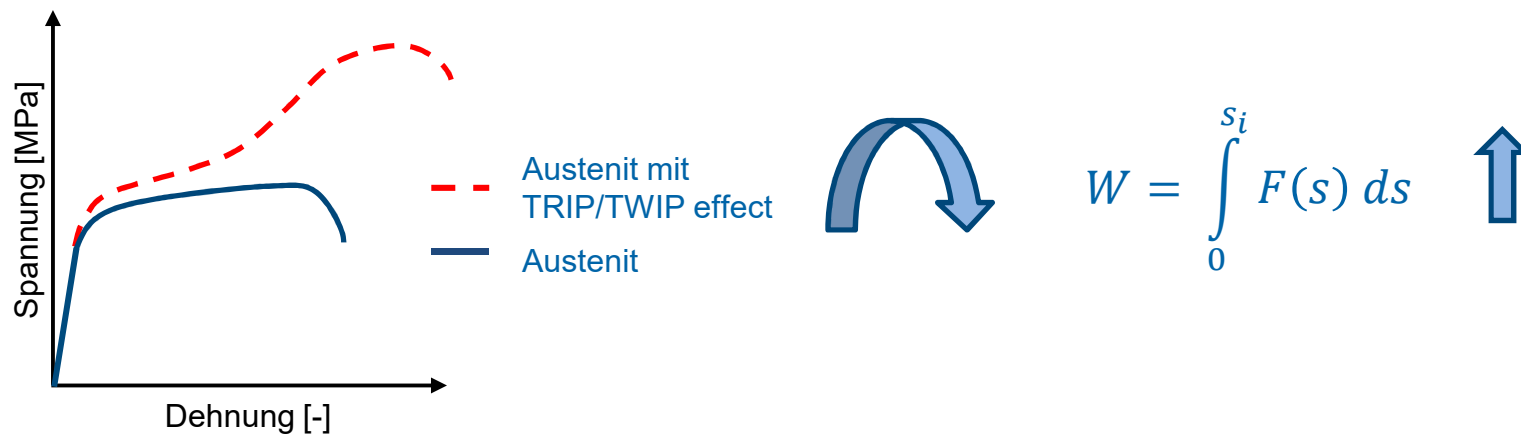 Spannung [MPa]
Dehnung [-]
Austenit mit
TRIP/TWIP effect
Austenit
W = ∫₀^{s_i} F(s) ds